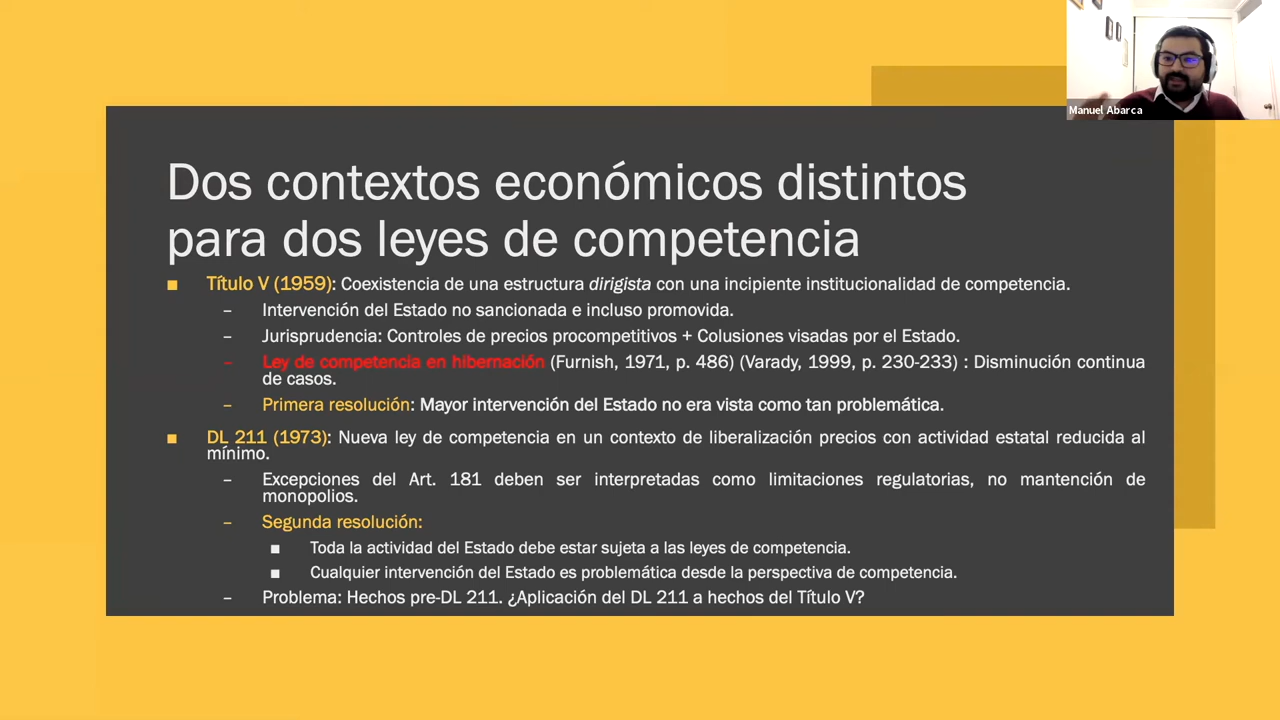 Manuel Abarca
Dos contextos económicos distintos
para dos leyes de competencia
■ Título V (1959): Coexistencia de una estructura dirigista con una incipiente institucionalidad de competencia.
– Intervención del Estado no sancionada e incluso promovida.
– Jurisprudencia: Controles de precios procompetitivos + Colusiones visadas por el Estado.
– Ley de competencia en hibernación (Furnish, 1971, p. 486) (Varady, 1999, p. 230-233) : Disminución continua
de casos.
– Primera resolución: Mayor intervención del Estado no era vista como tan problemática.
■ DL 211 (1973): Nueva ley de competencia en un contexto de liberalización precios con actividad estatal reducida al
mínimo.
– Excepciones del Art. 181 deben ser interpretadas como limitaciones regulatorias, no mantención de
monopolios.
– Segunda resolución:
■ Toda la actividad del Estado debe estar sujeta a las leyes de competencia.
■ Cualquier intervención del Estado es problemática desde la perspectiva de competencia.
– Problema: Hechos pre-DL 211. ¿Aplicación del DL 211 a hechos del Título V?